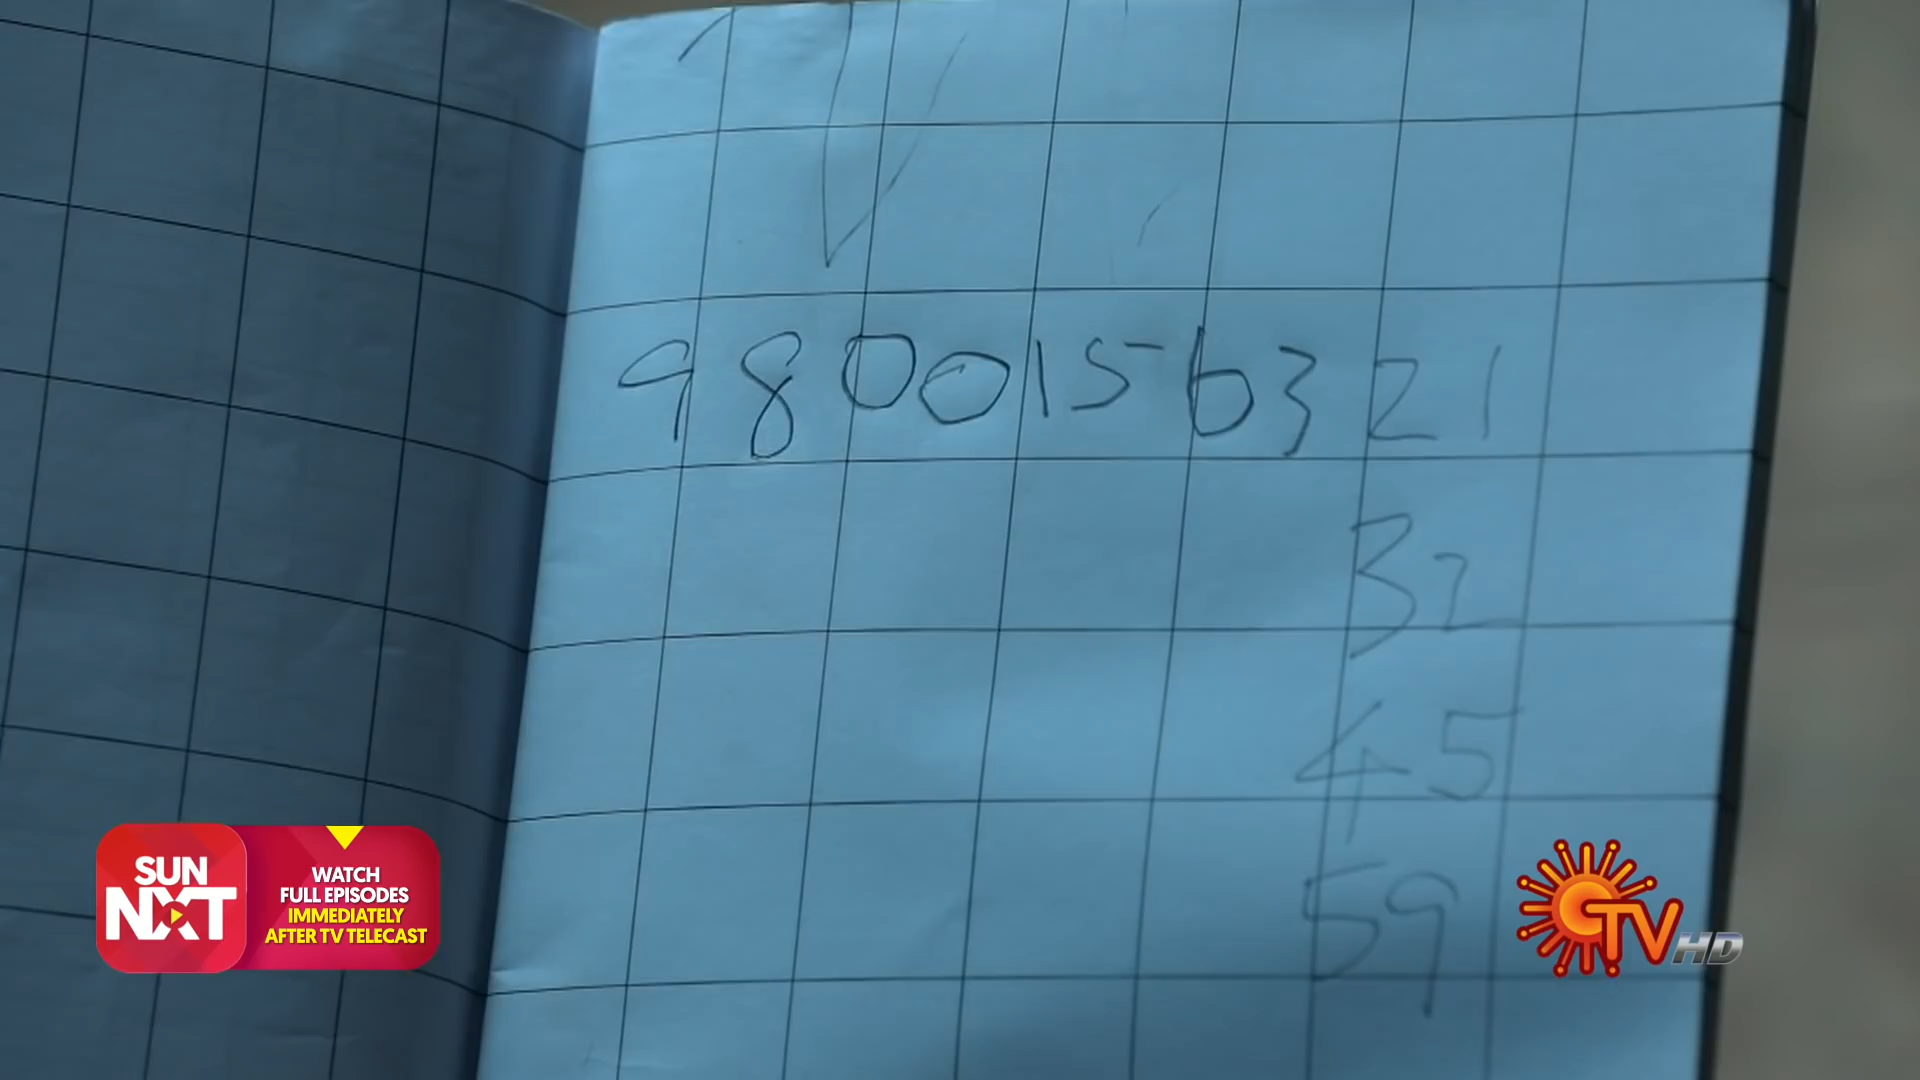 9800156321
32
45
59
SUN
NXT
WATCH
FULL EPISODES
IMMEDIATELY
AFTER TV TELECAST
TV HD